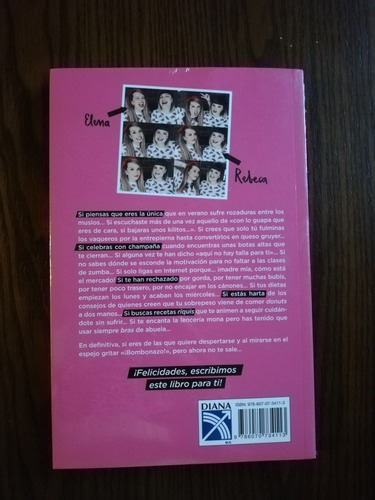 Elena
Rebeca
Si piensas que eres la única que en verano sufre rozaduras entre los
muslos... Si escuchaste más de una vez aquello de «con lo guapa que
eres de cara, si bajaras unos kilitos...». Si crees que solo tú fulminas
los vaqueros por la entrepierna hasta convertirlos en queso gruyer...
Si celebras con champaña cuando encuentras unas botas altas que
te cierran... Si alguna vez te han dicho «aquí no hay talla para ti»... Si
no sabes dónde se esconde la motivación para no faltar a las clases
de zumba... Si solo ligas en Internet porque... ¡madre mía, cómo está
el mercado! Si te han rechazado por gorda, por tener muchas bubis,
por tener poco trasero, por no encajar en los cánones... Si tus dietas
empiezan los lunes y acaban los miércoles... Si estás harta de los
consejos de quienes creen que tu sobrepeso viene de comer donuts
a dos manos... Si buscas recetas riquis que te animen a seguir cuidán-
dote sin sufrir... Si te encanta la lencería mona pero has tenido que
usar siempre bras de abuela...
En definitiva, si eres de las que quiere despertarse y al mirarse en el
espejo gritar «¡Bombonazo!», pero ahora no te sale...
¡Felicidades, escribimos
este libro para ti!
DIANA
ISBN: 978-607-07-3411-3
9 786070 734113